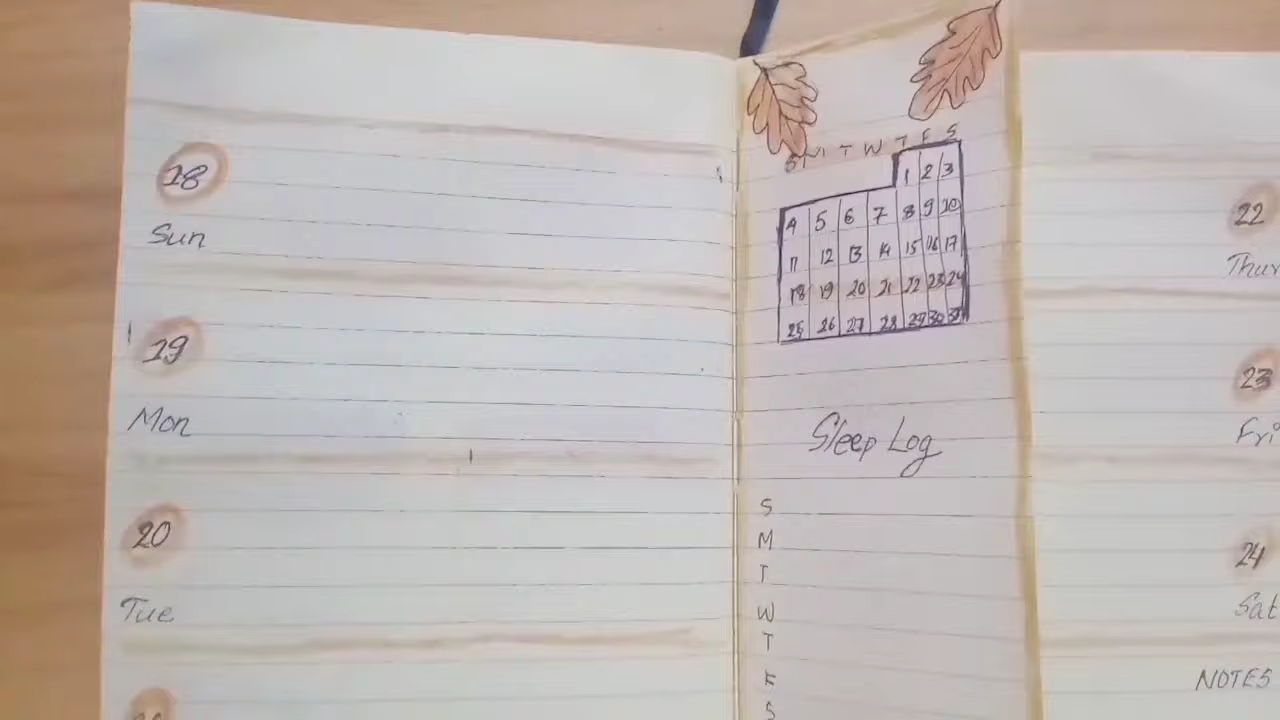 18
Sun
19
Mon
20
Tue
S M T W T F S
1 2 3
4 5 6 7 8 9 10
11 12 13 14 15 16 17
18 19 20 21 22 23 24
25 26 27 28 29 30 31
Sleep Log
S
M
T
W
T
F
S
22
Thur
23
Fri
24
Sat
NOTES